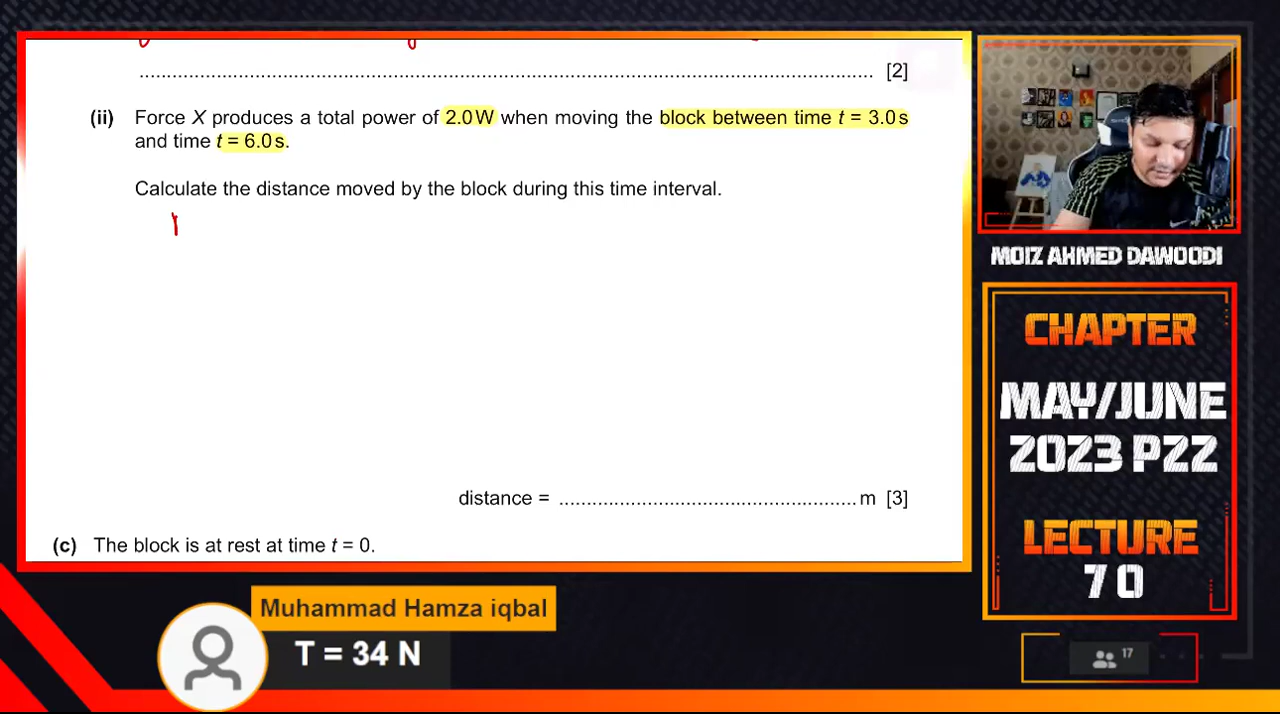 [2]
(ii) Force X produces a total power of 2.0 W when moving the block between time t = 3.0 s
and time t = 6.0 s.
Calculate the distance moved by the block during this time interval.
distance = ........................................................ m [3]
(c) The block is at rest at time t = 0.
MOIZ AHMED DAWOODI
CHAPTER
MAY/JUNE
2023 P22
LECTURE
70
17
Muhammad Hamza iqbal
T = 34 N